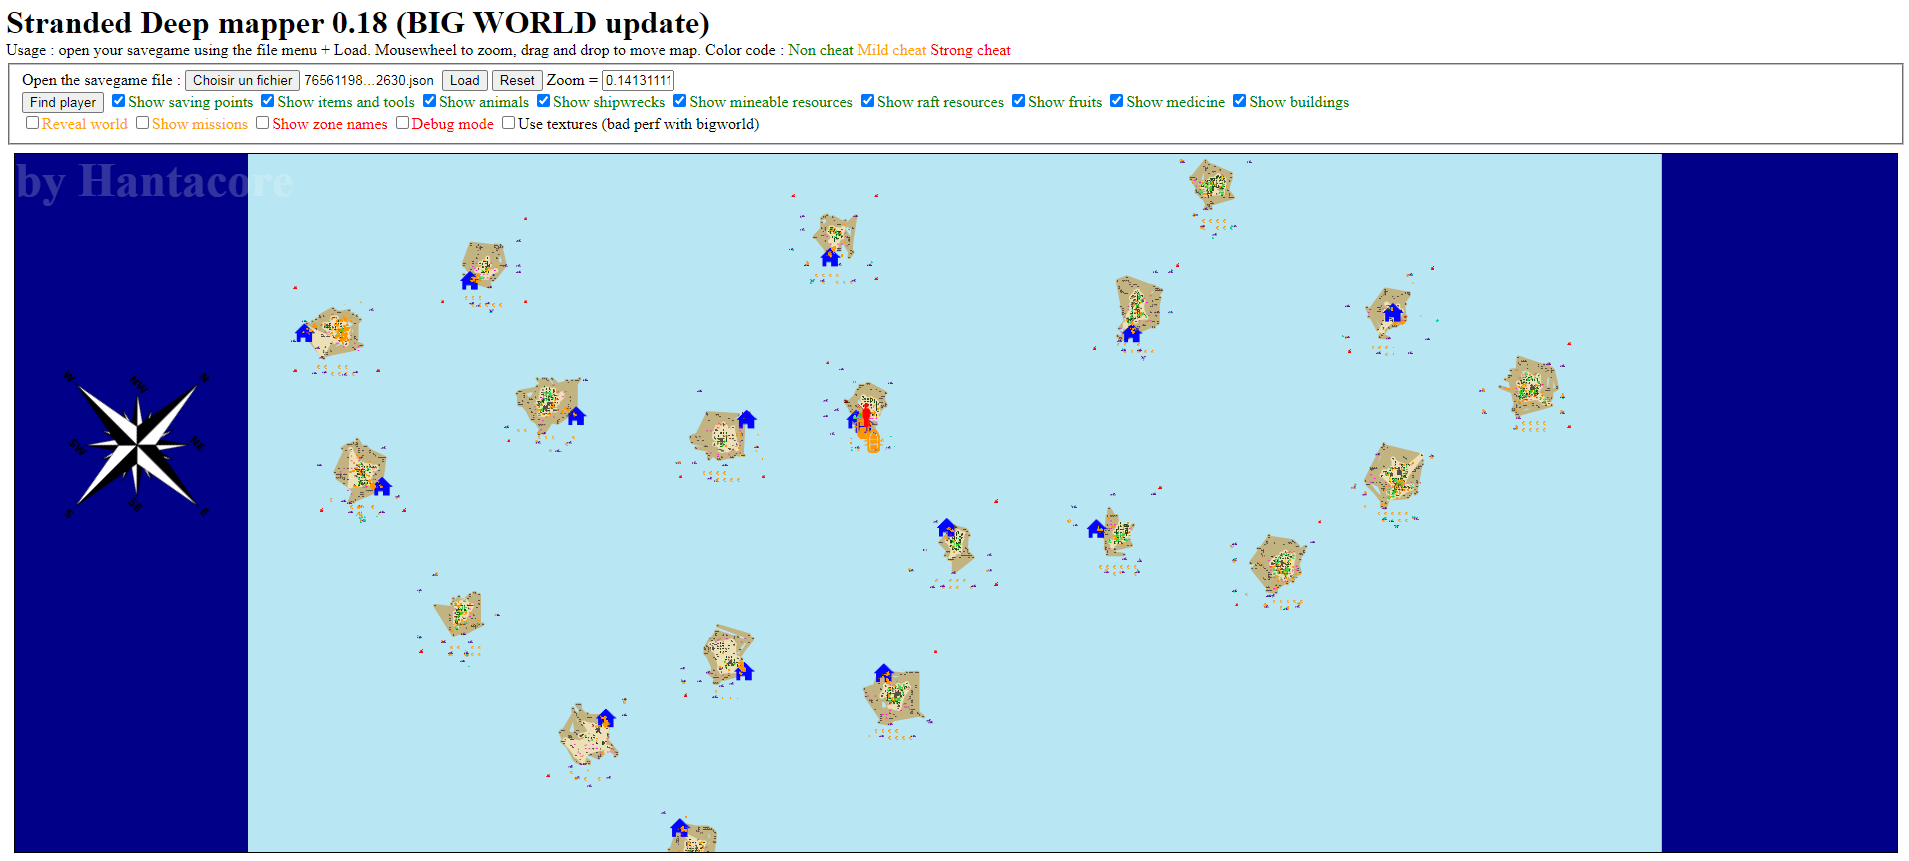 Stranded Deep mapper 0.18 (BIG WORLD update)
Usage : open your savegame using the file menu + Load. Mousewheel to zoom, drag and drop to move map. Color code : Non cheat Mild cheat Strong cheat
Open the savegame file : Choisir un fichier 76561198...2630.json Load Reset Zoom = 0.14131111
Find player Show saving points Show items and tools Show animals Show shipwrecks Show mineable resources Show raft resources Show fruits Show medicine Show buildings
Reveal world Show missions Show zone names Debug mode Use textures (bad perf with bigworld)
by Hantacore
W NW N
SW NE
S SE E